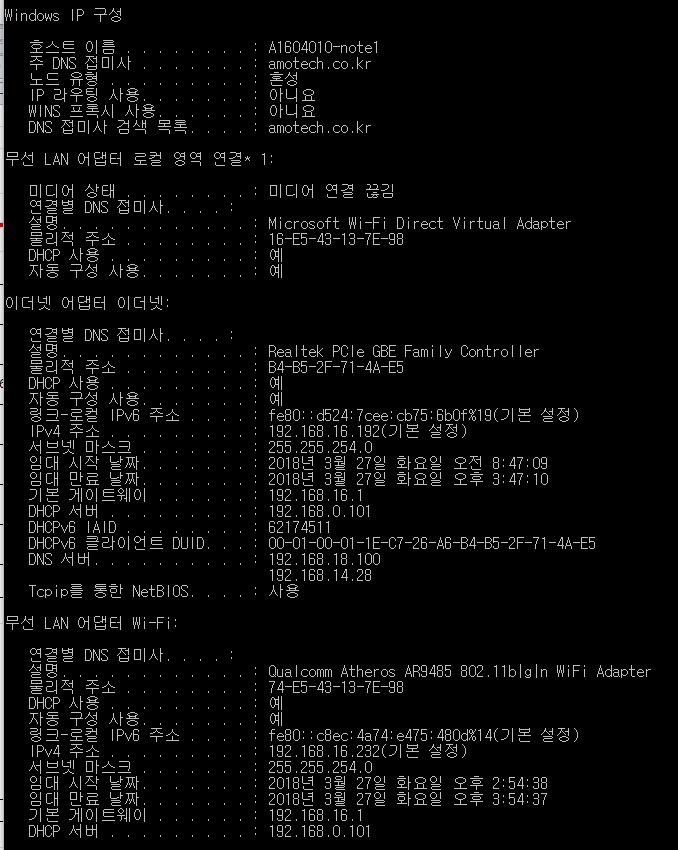 Windows IP 구성
호스트 이름 . . . . . . . . : A1604010-note1
주 DNS 접미사 . . . . . . . : amotech.co.kr
노드 유형 . . . . . . . . . : 혼성
IP 라우팅 사용. . . . . . . : 아니요
WINS 프록시 사용. . . . . . : 아니요
DNS 접미사 검색 목록. . . . : amotech.co.kr
무선 LAN 어댑터 로컬 영역 연결* 1:
미디어 상태 . . . . . . . . : 미디어 연결 끊김
연결별 DNS 접미사. . . . :
설명. . . . . . . . . . . . : Microsoft Wi-Fi Direct Virtual Adapter
물리적 주소 . . . . . . . . : 16-E5-43-13-7E-98
DHCP 사용 . . . . . . . . . : 예
자동 구성 사용. . . . . . . : 예
이더넷 어댑터 이더넷:
연결별 DNS 접미사. . . . :
설명. . . . . . . . . . . . : Realtek PCIe GBE Family Controller
물리적 주소 . . . . . . . . : B4-B5-2F-71-4A-E5
DHCP 사용 . . . . . . . . . : 예
자동 구성 사용. . . . . . . : 예
링크-로컬 IPv6 주소 . . . . : fe80::d524:7cee:cb75:6b0f%19(기본 설정)
IPv4 주소 . . . . . . . . . : 192.168.16.192(기본 설정)
서브넷 마스크 . . . . . . . : 255.255.254.0
임대 시작 날짜. . . . . . . : 2018년 3월 27일 화요일 오전 8:47:09
임대 만료 날짜. . . . . . . : 2018년 3월 27일 화요일 오후 3:47:10
기본 게이트웨이 . . . . . . : 192.168.16.1
DHCP 서버 . . . . . . . . . : 192.168.0.101
DHCPv6 IAID . . . . . . . . : 62174511
DHCPv6 클라이언트 DUID. . . : 00-01-00-01-1E-C7-26-A6-B4-B5-2F-71-4A-E5
DNS 서버. . . . . . . . . . : 192.168.18.100
192.168.14.28
Tcpip를 통한 NetBIOS. . . . : 사용
무선 LAN 어댑터 Wi-Fi:
연결별 DNS 접미사. . . . :
설명. . . . . . . . . . . . : Qualcomm Atheros AR9485 802.11b|g|n WiFi Adapter
물리적 주소 . . . . . . . . : 74-E5-43-13-7E-98
DHCP 사용 . . . . . . . . . : 예
자동 구성 사용. . . . . . . : 예
링크-로컬 IPv6 주소 . . . . : fe80::c8ec:4a74:e475:480d%14(기본 설정)
IPv4 주소 . . . . . . . . . : 192.168.16.232(기본 설정)
서브넷 마스크 . . . . . . . : 255.255.254.0
임대 시작 날짜. . . . . . . : 2018년 3월 27일 화요일 오후 2:54:38
임대 만료 날짜. . . . . . . : 2018년 3월 27일 화요일 오후 3:54:37
기본 게이트웨이 . . . . . . : 192.168.16.1
DHCP 서버 . . . . . . . . . : 192.168.0.101